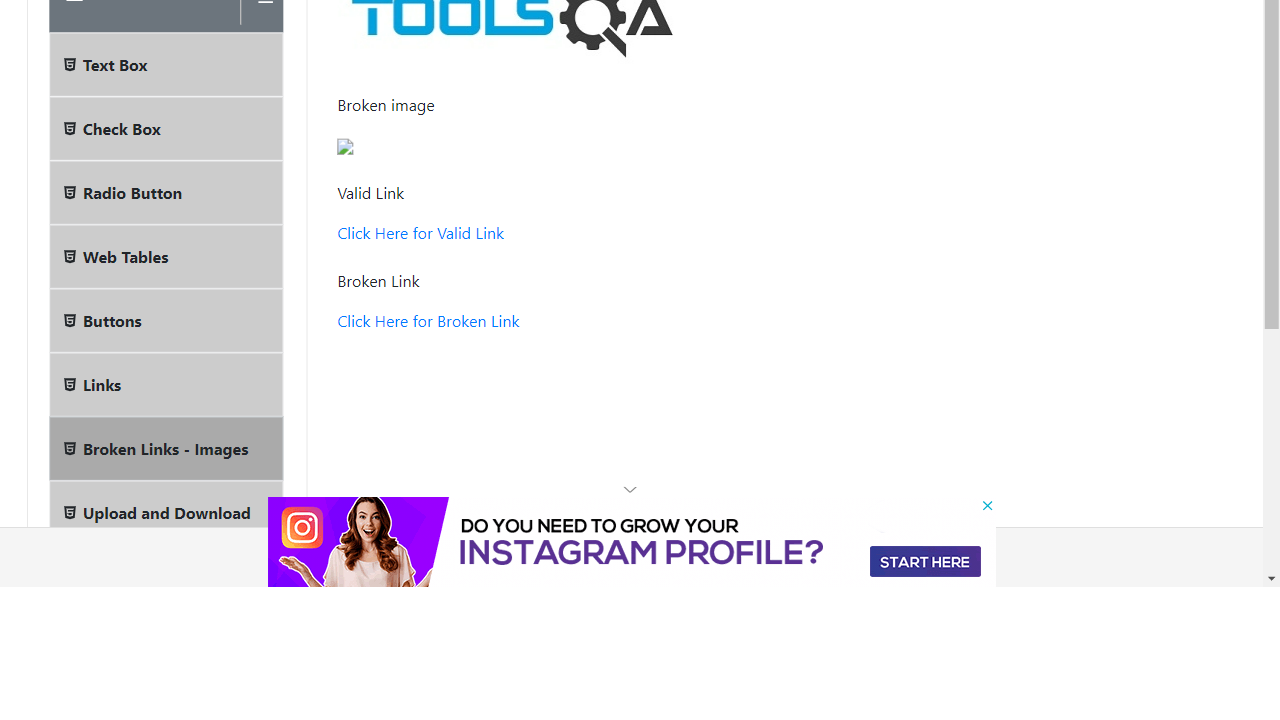 TOOLSQA
Text Box
Check Box
Radio Button
Web Tables
Buttons
Links
Broken Links - Images
Upload and Download
Broken image
Valid Link
Click Here for Valid Link
Broken Link
Click Here for Broken Link
DO YOU NEED TO GROW YOUR
INSTAGRAM PROFILE?
START HERE